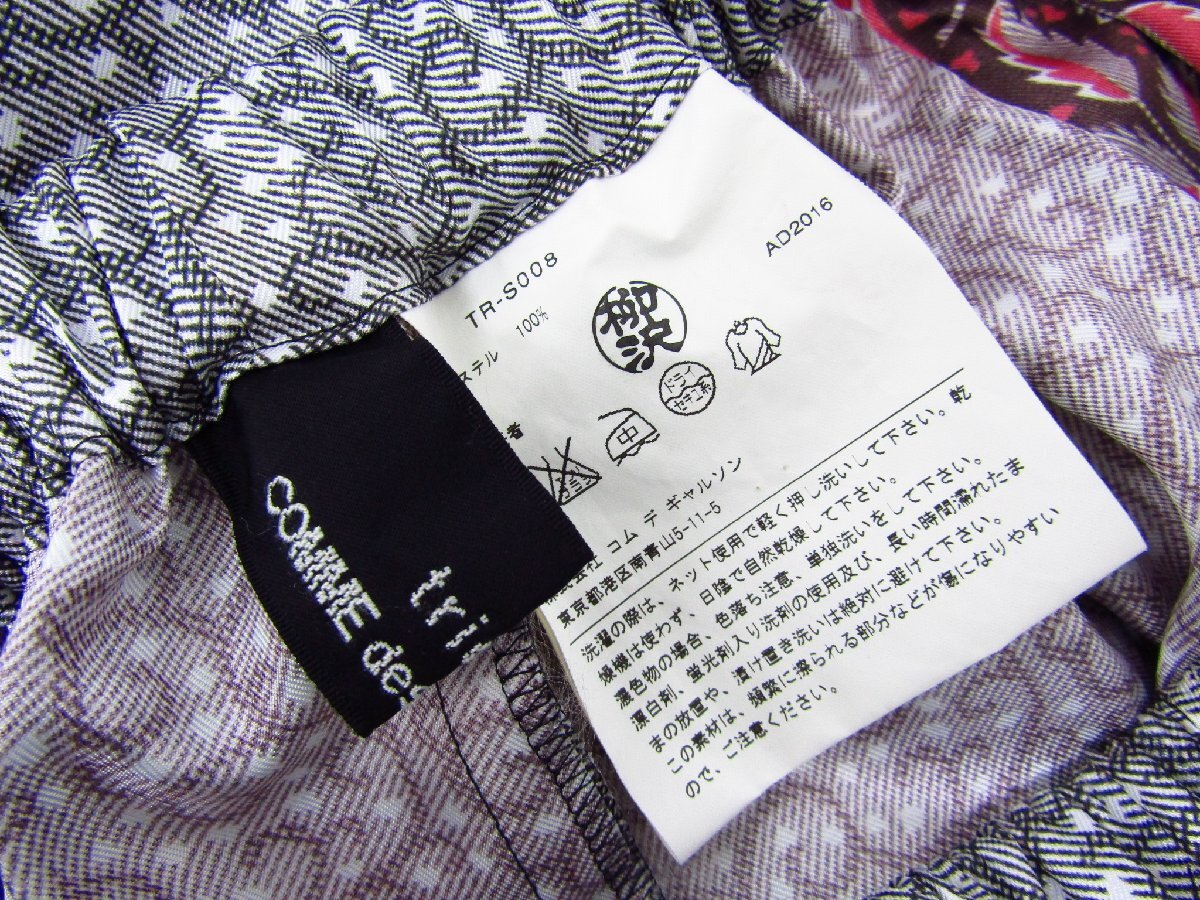 TR-S008
AD2016
ステル 100%
柳沢
中
ドライ
セキユ系
者
コム デ ギャルソン
東京都港区南青山5-11-5
洗濯の際は、ネット使用で軽く押し洗いして下さい。乾
燥機は使わず、日陰で自然乾燥して下さい。
濃色物の場合、色落ち注意、単独洗いをして下さい。
漂白剤、蛍光剤入り洗剤の使用及び、長い時間濡れたま
まの放置や、漬け置き洗いは絶対に避けて下さい。
この素材は、頻繁に擦られる部分などが傷になりやすい
ので、ご注意ください。
tri
COMME des